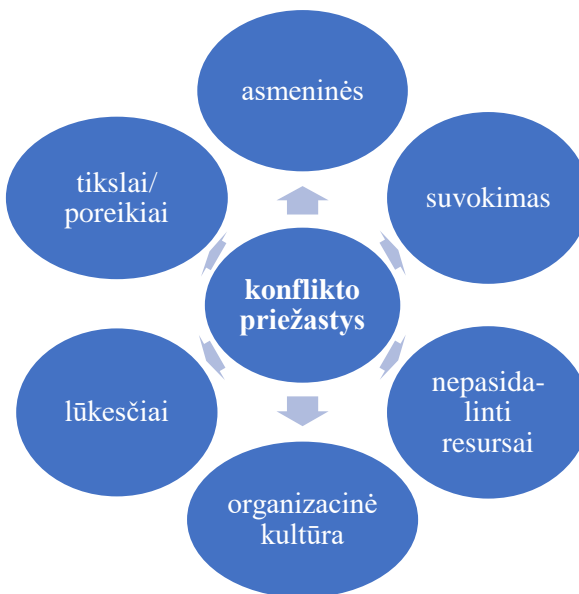 asmeninės
tikslai/
poreikiai
suvokimas
konflikto
priežastys
lūkesčiai
nepasida-
linti
resursai
organizacinė
kultūra